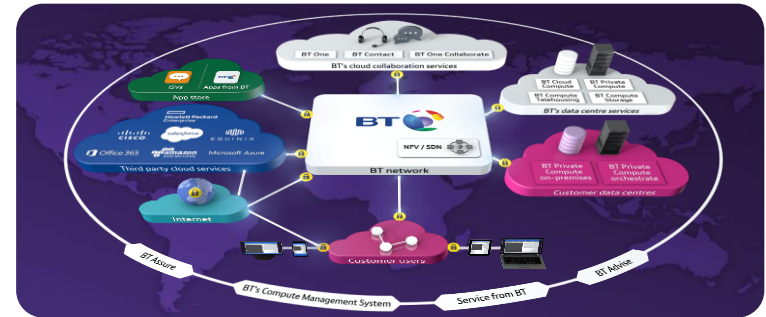 BT One
BT Contact
BT One Collaborate
BT's cloud collaboration services
ISVs
Apps from BT
App store
Hewlett Packard
Enterprise
CISCO
salesforce
EQUINIX
Office 365
amazon
web services
Microsoft Azure
Third party cloud services
Internet
BT
NFV / SDN
BT network
BT Cloud
Compute
BT Private
Compute
BT Compute
Telehousing
BT Compute
Storage
BT's data centre services
BT Private
Compute
on-premises
BT Private
Compute
orchestrate
Customer data centres
Customer users
BT Assure
BT's Compute Management System
Service from BT
BT Advise